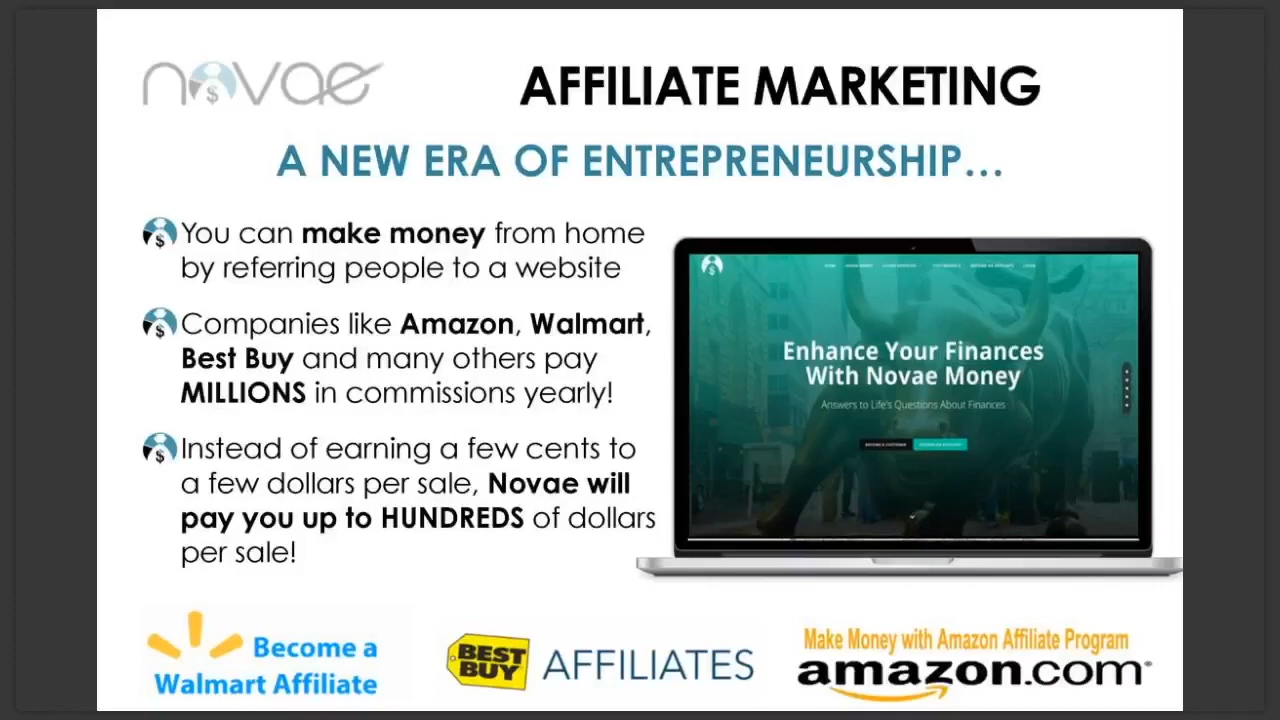 novae
AFFILIATE MARKETING
A NEW ERA OF ENTREPRENEURSHIP...
You can make money from home
by referring people to a website
Companies like Amazon, Walmart,
Best Buy and many others pay
MILLIONS in commissions yearly!
Instead of earning a few cents to
a few dollars per sale, Novae will
pay you up to HUNDREDS of dollars
per sale!
Enhance Your Finances
With Novae Money
Answers to Life's Questions About Finances
Become a
Walmart Affiliate
BEST
BUY
AFFILIATES
Make Money with Amazon Affiliate Program
amazon.com